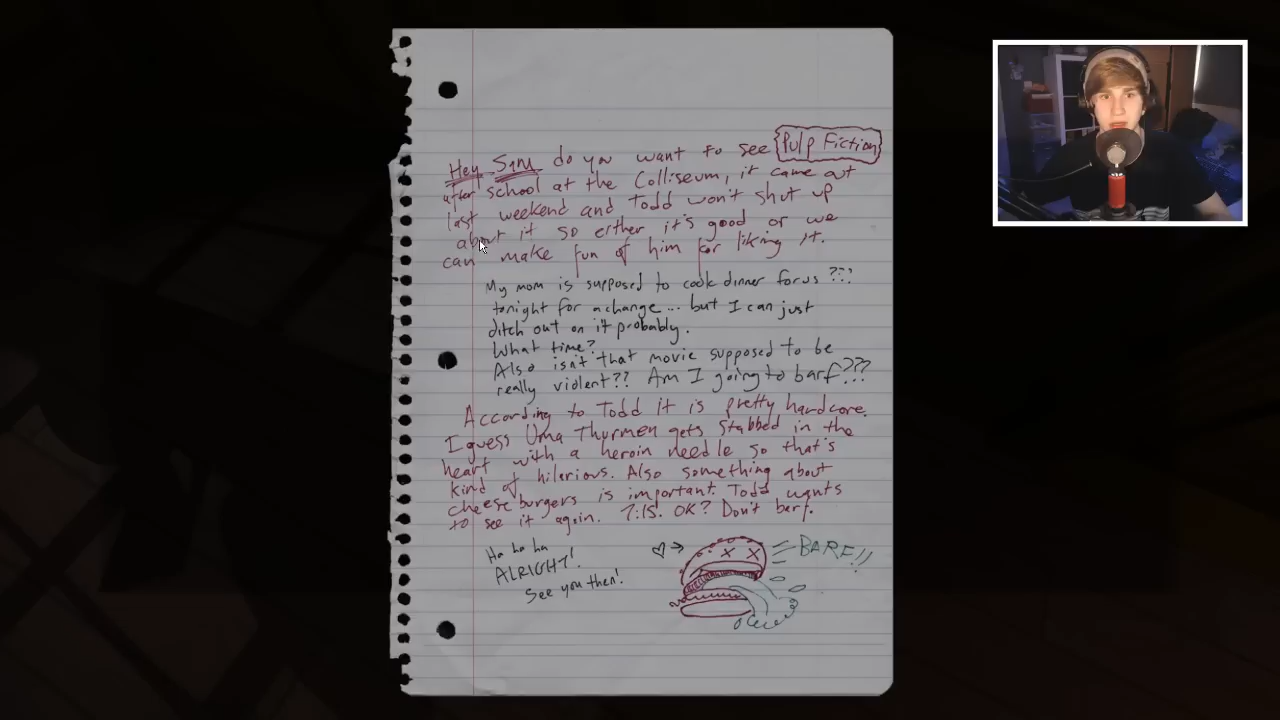 Hey Sam do you want to see Pulp Fiction
after school at the Colliseum, it came out
last weekend and Todd won't shut up
about it so either it's good or we
can make fun of him for liking it.
My mom is supposed to cook dinner for us ???
tonight for a change... but I can just
ditch out on it probably.
What time?
Also isn't that movie supposed to be
really violent?? Am I going to barf???
According to Todd it is pretty hardcore.
I guess Uma Thurmen gets stabbed in the
heart with a heroin needle so that's
kind of hilarious. Also something about
cheeseburgers is important. Todd wants
to see it again. 7:15. OK? Don't barf.
Ha ha ha
ALRIGHT!
See you then!
BARF!!